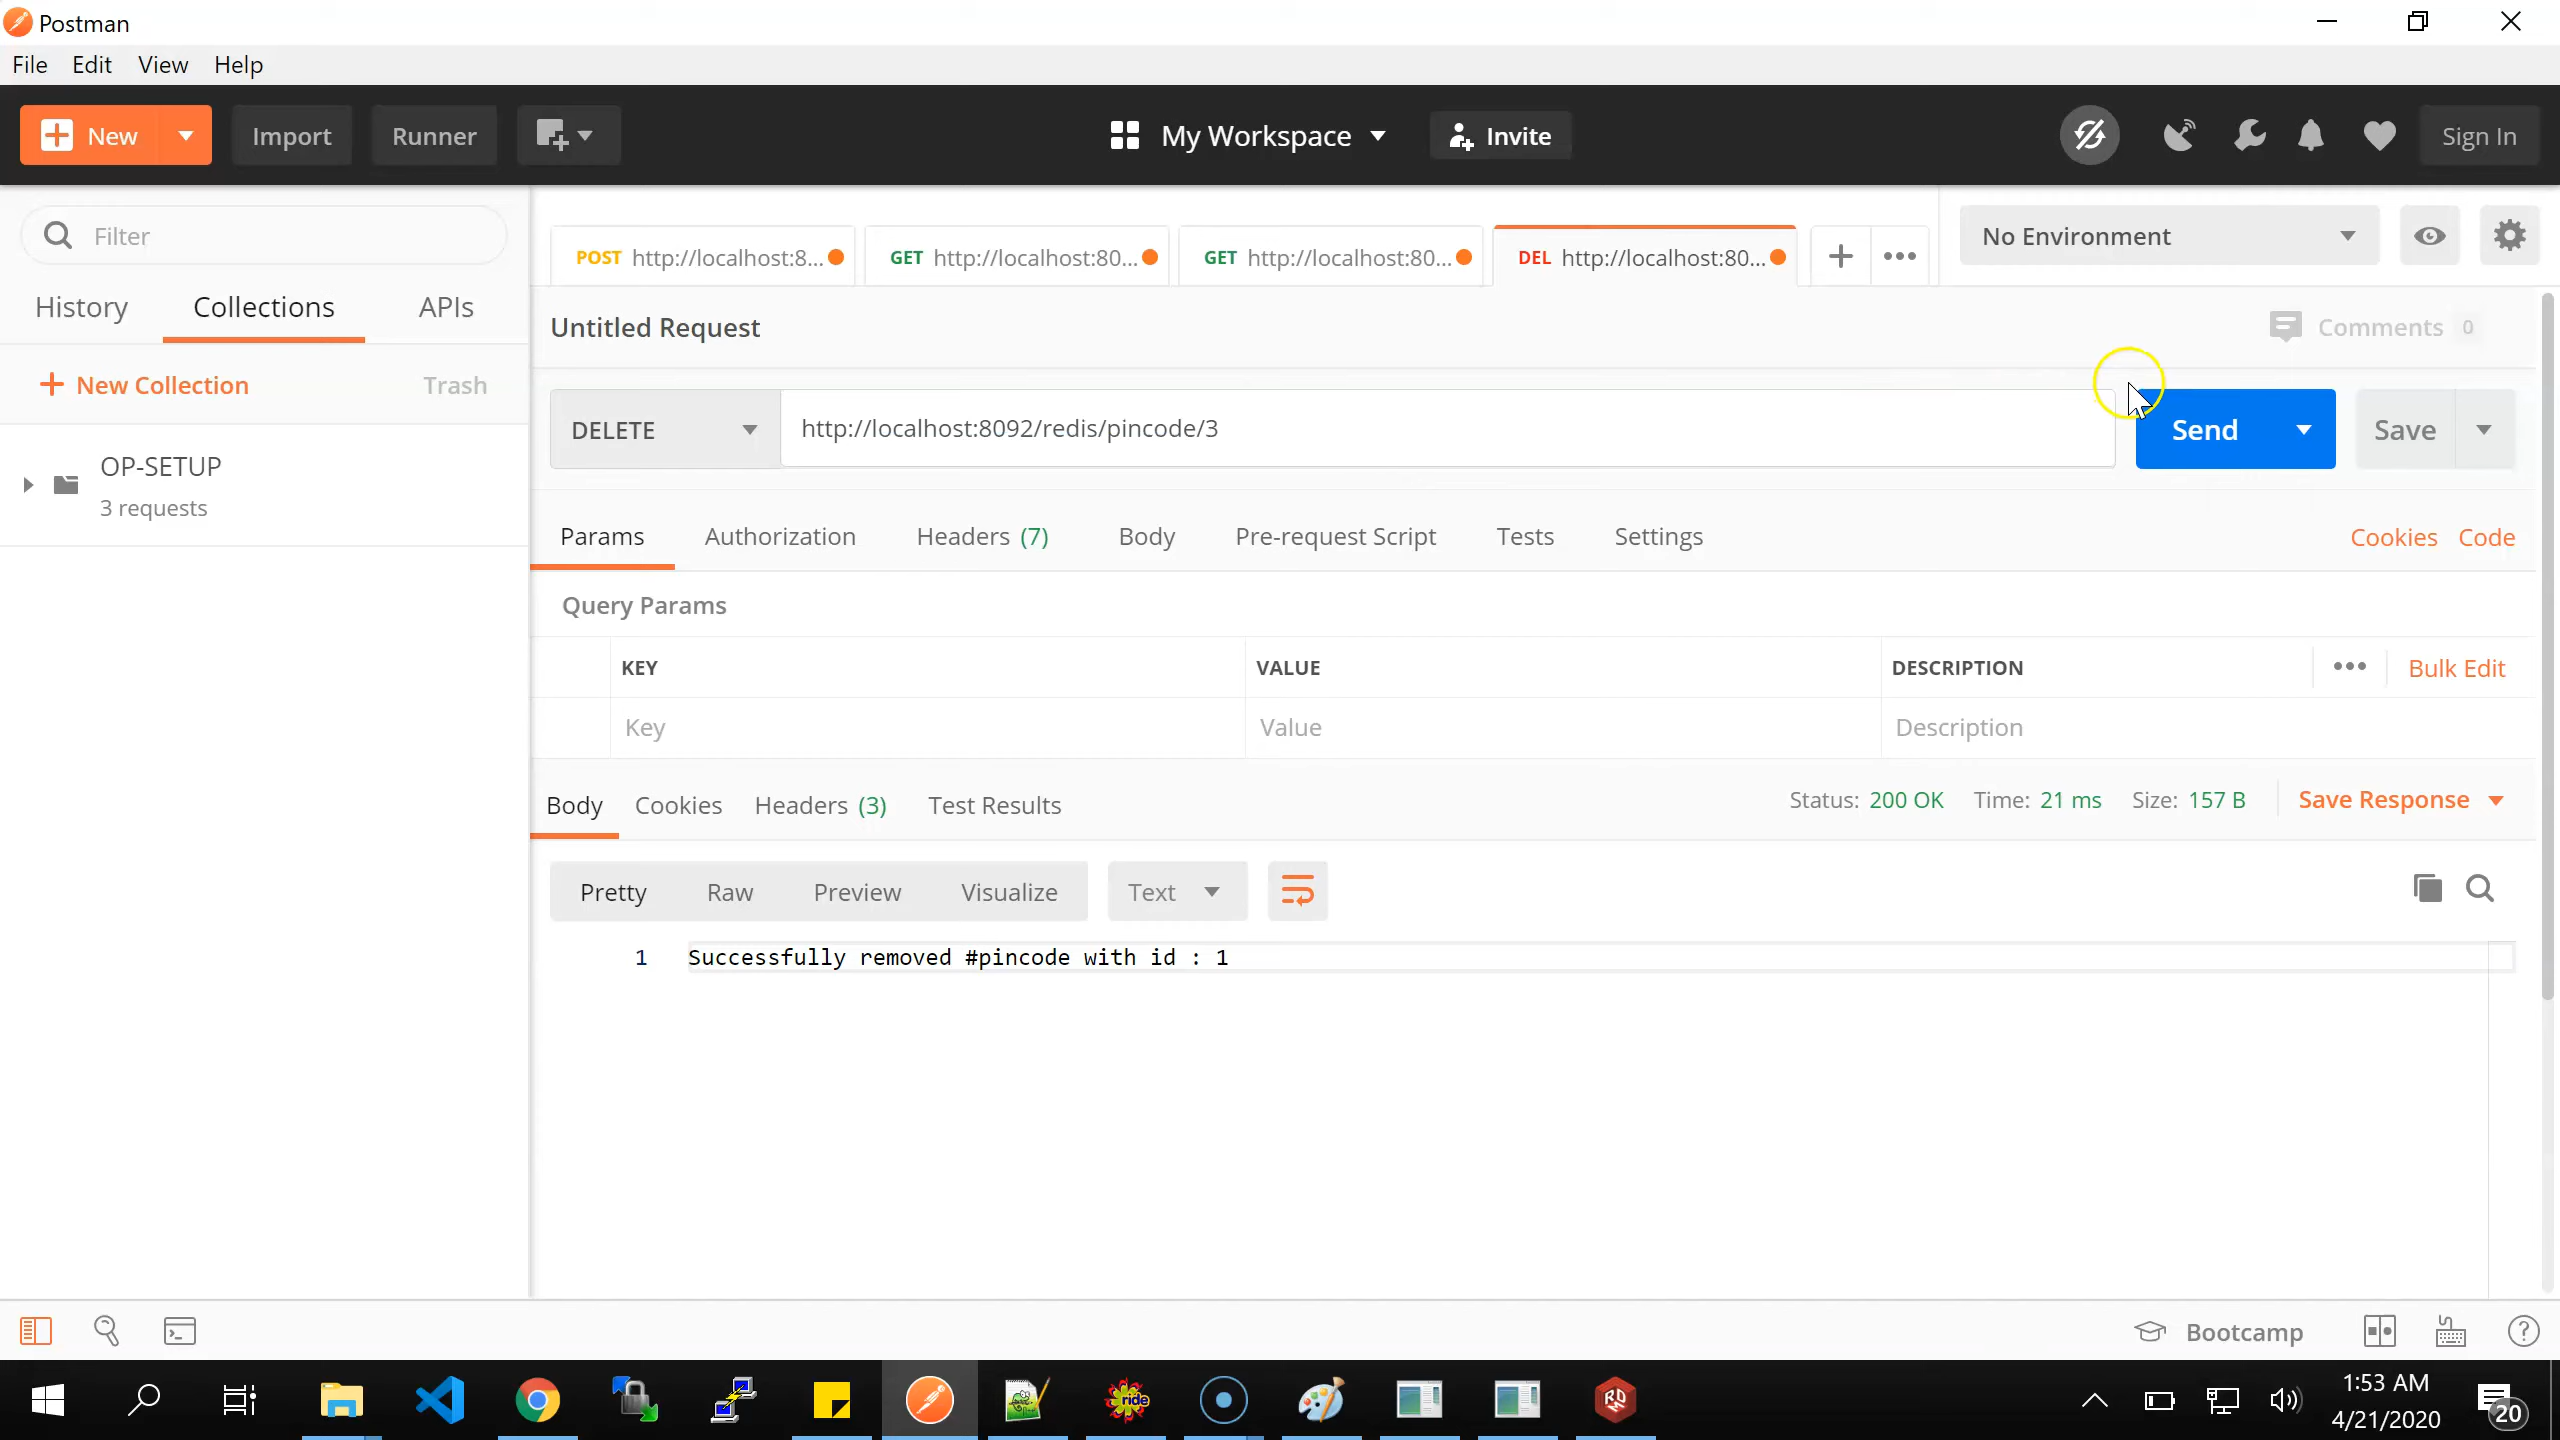 Postman
File Edit View Help
New Import Runner My Workspace Invite Sign In
Filter
History Collections APIs
New Collection Trash
OP-SETUP
3 requests
POST http://localhost:8... GET http://localhost:80... GET http://localhost:80... DEL http://localhost:80... No Environment
Untitled Request Comments 0
DELETE http://localhost:8092/redis/pincode/3 Send Save
Params Authorization Headers (7) Body Pre-request Script Tests Settings Cookies Code
Query Params
KEY VALUE DESCRIPTION Bulk Edit
Key Value Description
Body Cookies Headers (3) Test Results Status: 200 OK Time: 21 ms Size: 157 B Save Response
Pretty Raw Preview Visualize Text
1 Successfully removed #pincode with id : 1
Bootcamp
ride
RD
1:53 AM
4/21/2020
20